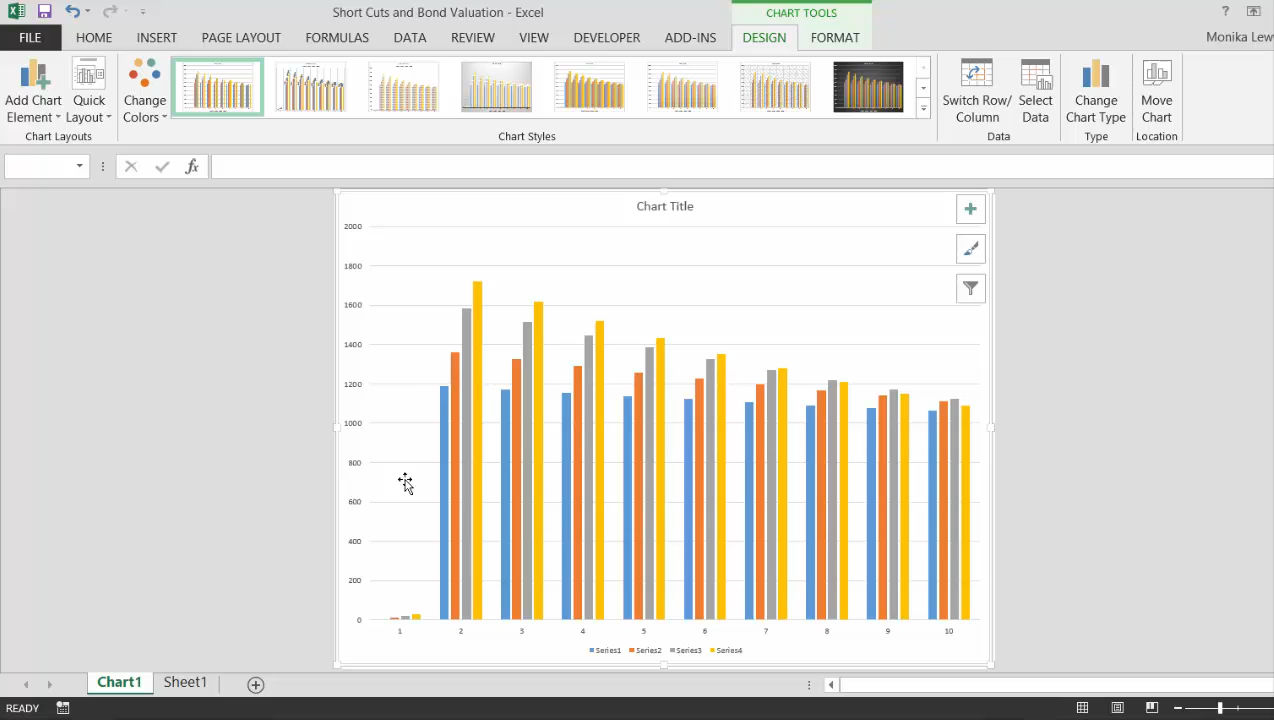 Short Cuts and Bond Valuation - Excel
CHART TOOLS
?
FILE
HOME
INSERT
PAGE LAYOUT
FORMULAS
DATA
REVIEW
VIEW
DEVELOPER
ADD-INS
DESIGN
FORMAT
Monika Lew
Add Chart
Element
Quick
Layout
Change
Colors
Switch Row/
Column
Select
Data
Change
Chart Type
Move
Chart
Chart Layouts
Chart Styles
Data
Type
Location
fx
Chart Title
2000
1800
1600
1400
1200
1000
800
600
400
200
0
1 2 3 4 5 6 7 8 9 10
Series1 Series2 Series3 Series4
Chart1
Sheet1
READY